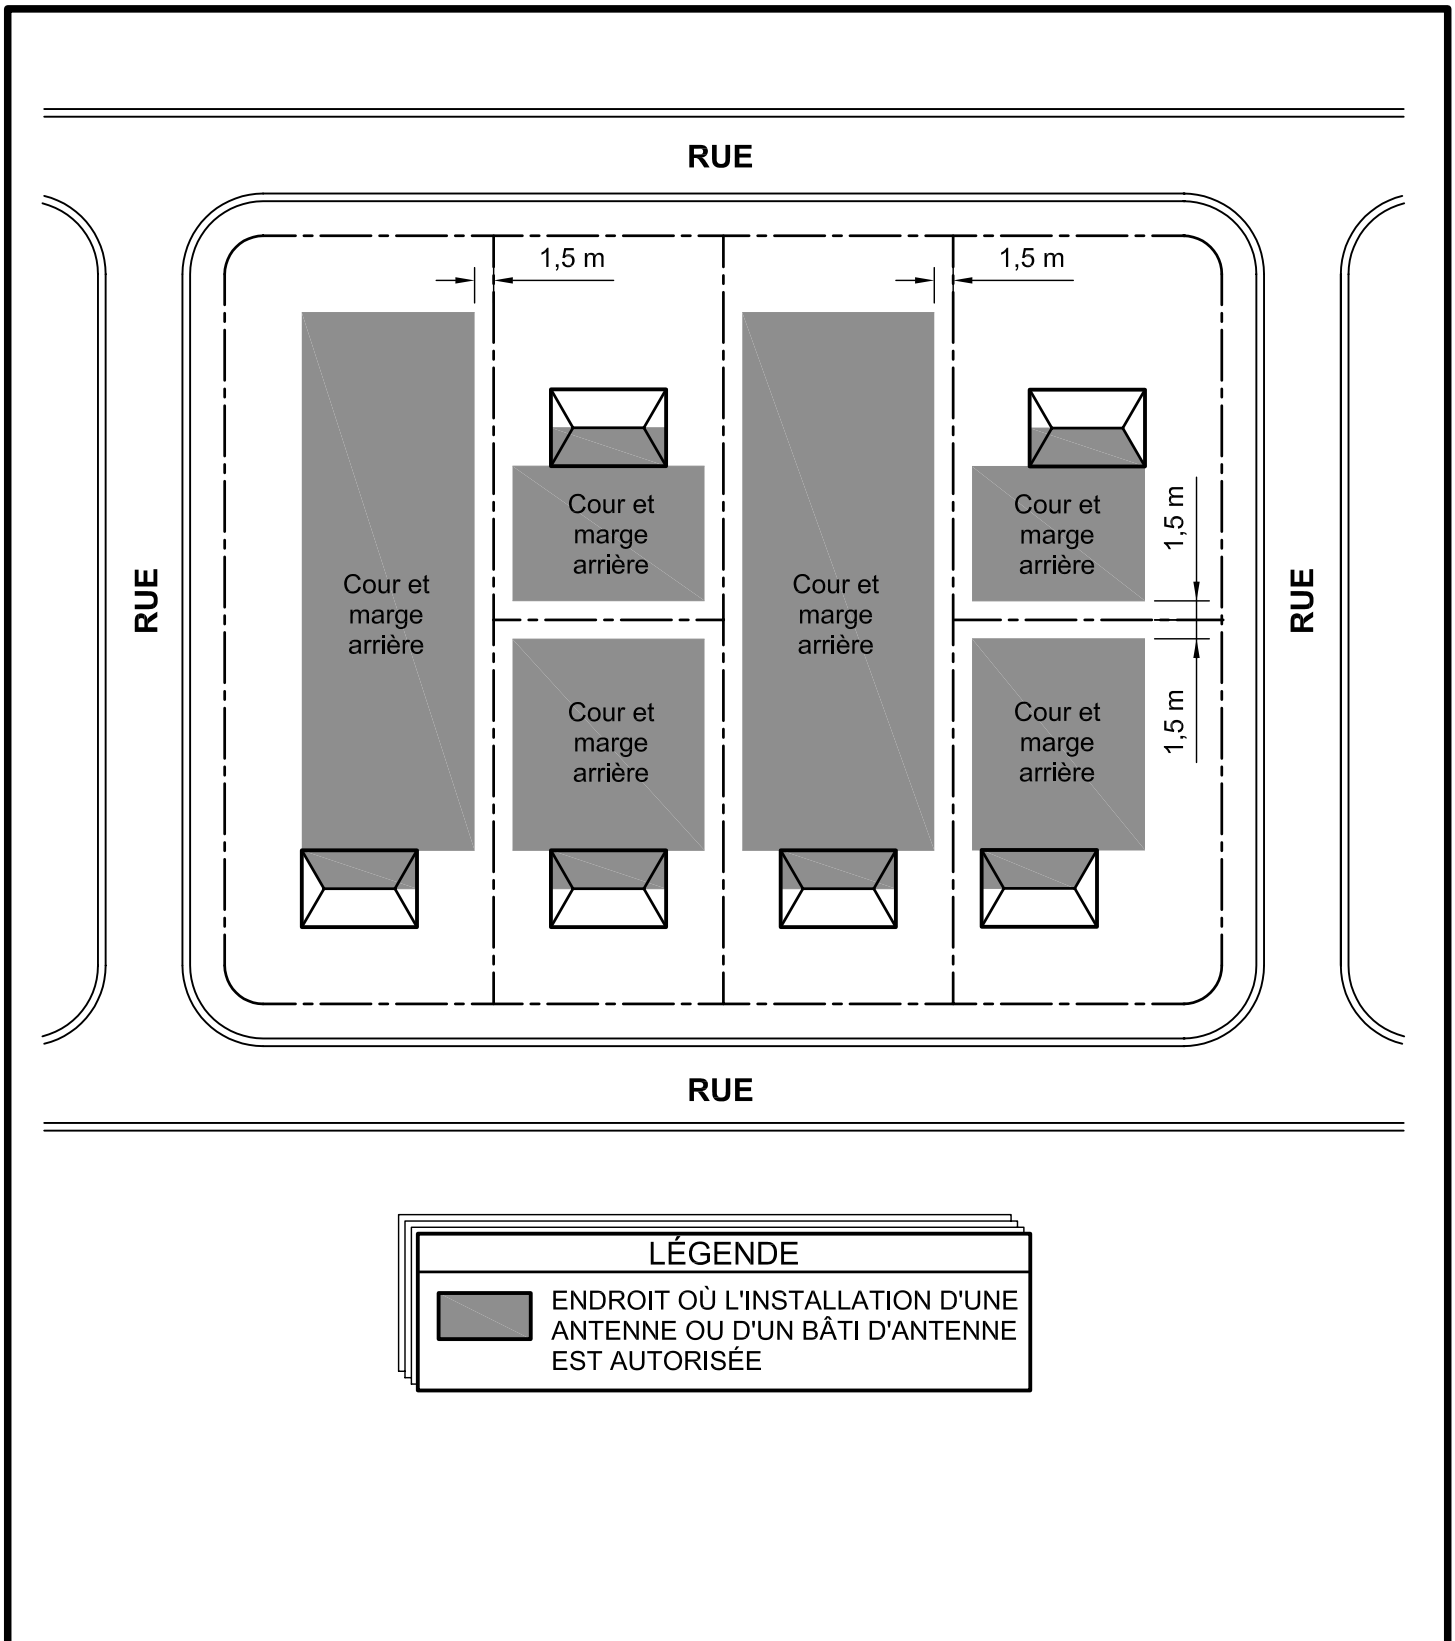 RUE
1,5 m
1,5 m
Cour et
marge
arrière
Cour et
marge
arrière
1,5 m
RUE
Cour et
marge
arrière
Cour et
marge
arrière
RUE
Cour et
marge
arrière
Cour et
marge
arrière
1,5 m
RUE
LÉGENDE
ENDROIT OÙ L'INSTALLATION D'UNE
ANTENNE OU D'UN BÂTI D'ANTENNE
EST AUTORISÉE